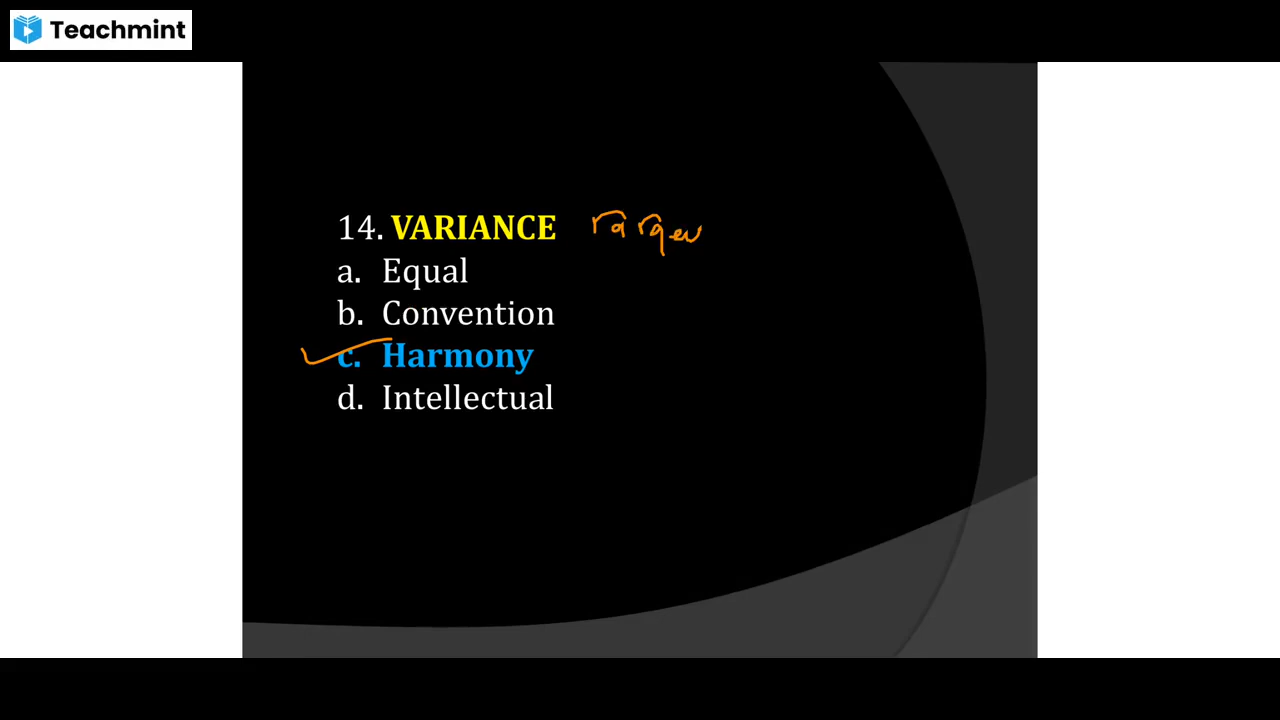 Teachmint
14. VARIANCE
a. Equal
b. Convention
c. Harmony
d. Intellectual